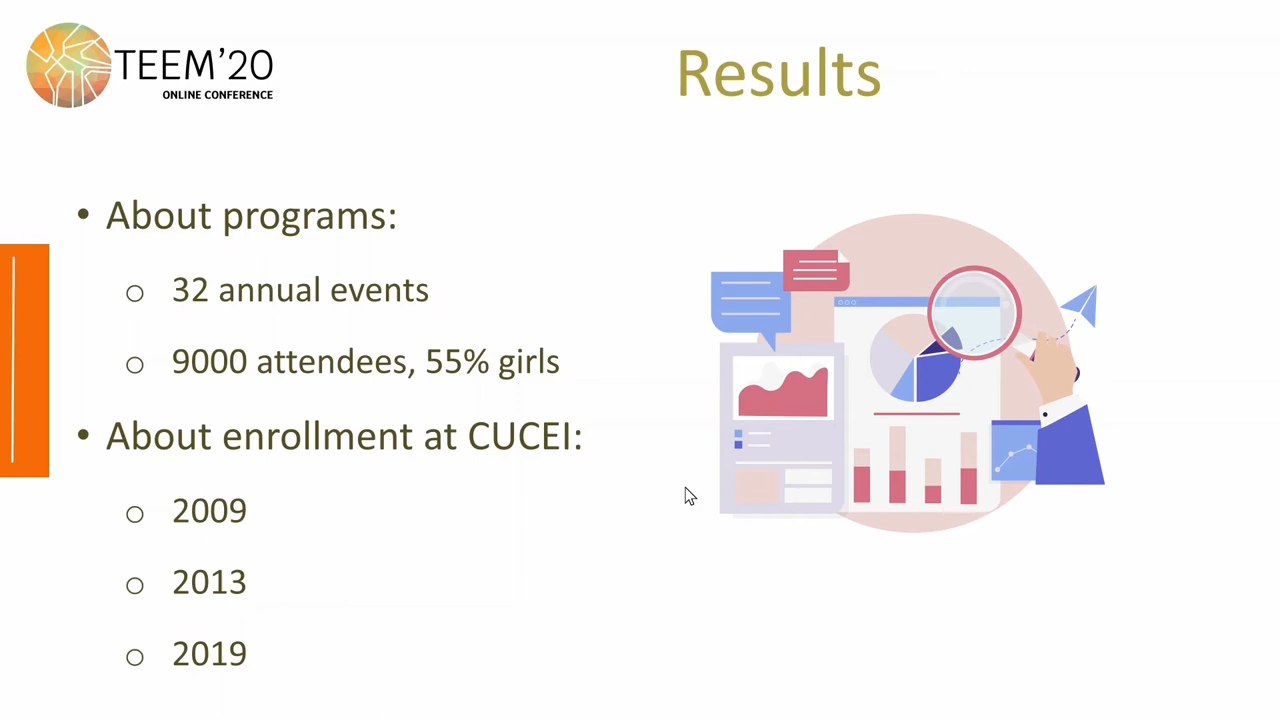 TEEM’20
ONLINE CONFERENCE
Results
• About programs:
o 32 annual events
o 9000 attendees, 55% girls
• About enrollment at CUCEI:
o 2009
o 2013
o 2019